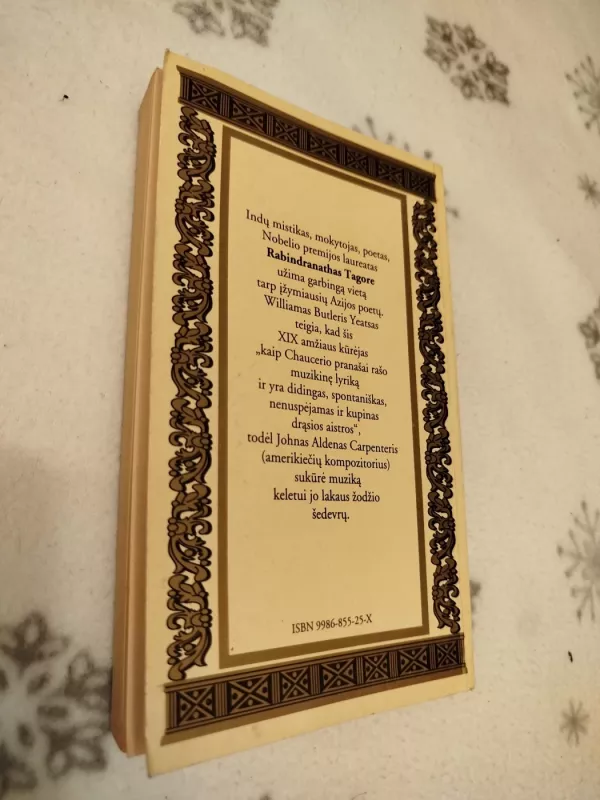 Indų mistikas, mokytojas, poetas,
Nobelio premijos laureatas
Rabindranathas Tagore
užima garbingą vietą
tarp įžymiausių Azijos poetų.
Williamas Butleris Yeatsas
teigia, kad šis
XIX amžiaus kūrėjas
„kaip Chaucerio pranašai rašo
muzikinę lyriką
ir yra didingas, spontaniškas,
nenuspėjamas ir kupinas
drąsios aistros“,
todėl Johnas Aldenas Carpenteris
(amerikiečių kompozitorius)
sukūrė muziką
keletui jo lakaus žodžio
šedevrų.
ISBN 9986-855-25-X